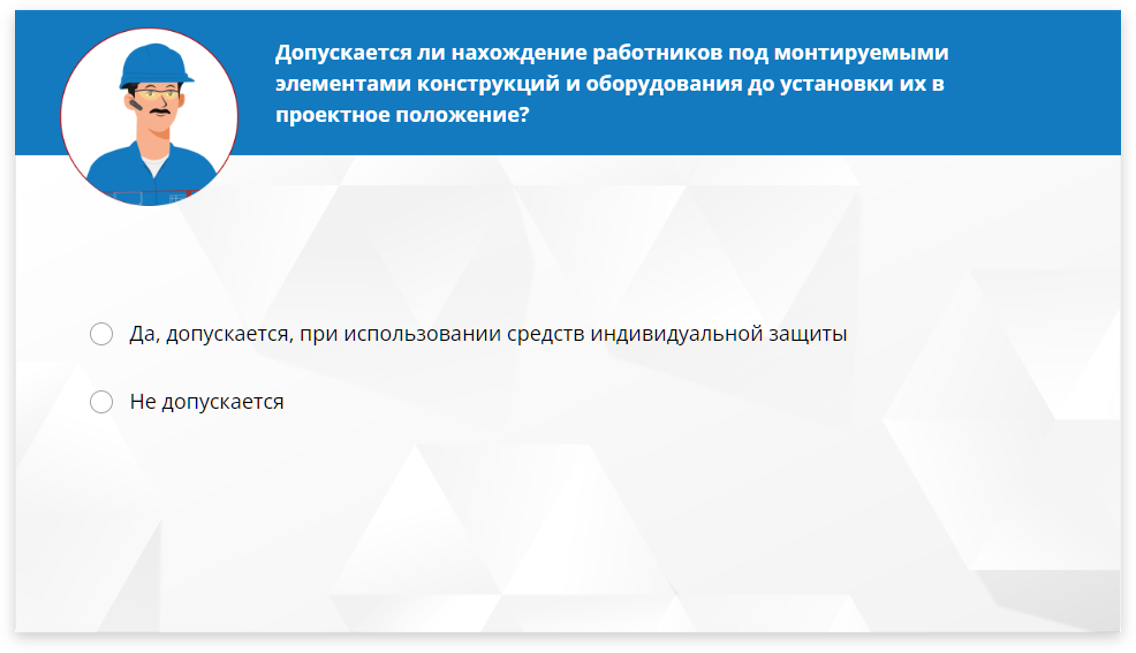 Допускается ли нахождение работников под монтируемыми
элементами конструкций и оборудования до установки их в
проектное положение?
Да, допускается, при использовании средств индивидуальной защиты
Не допускается